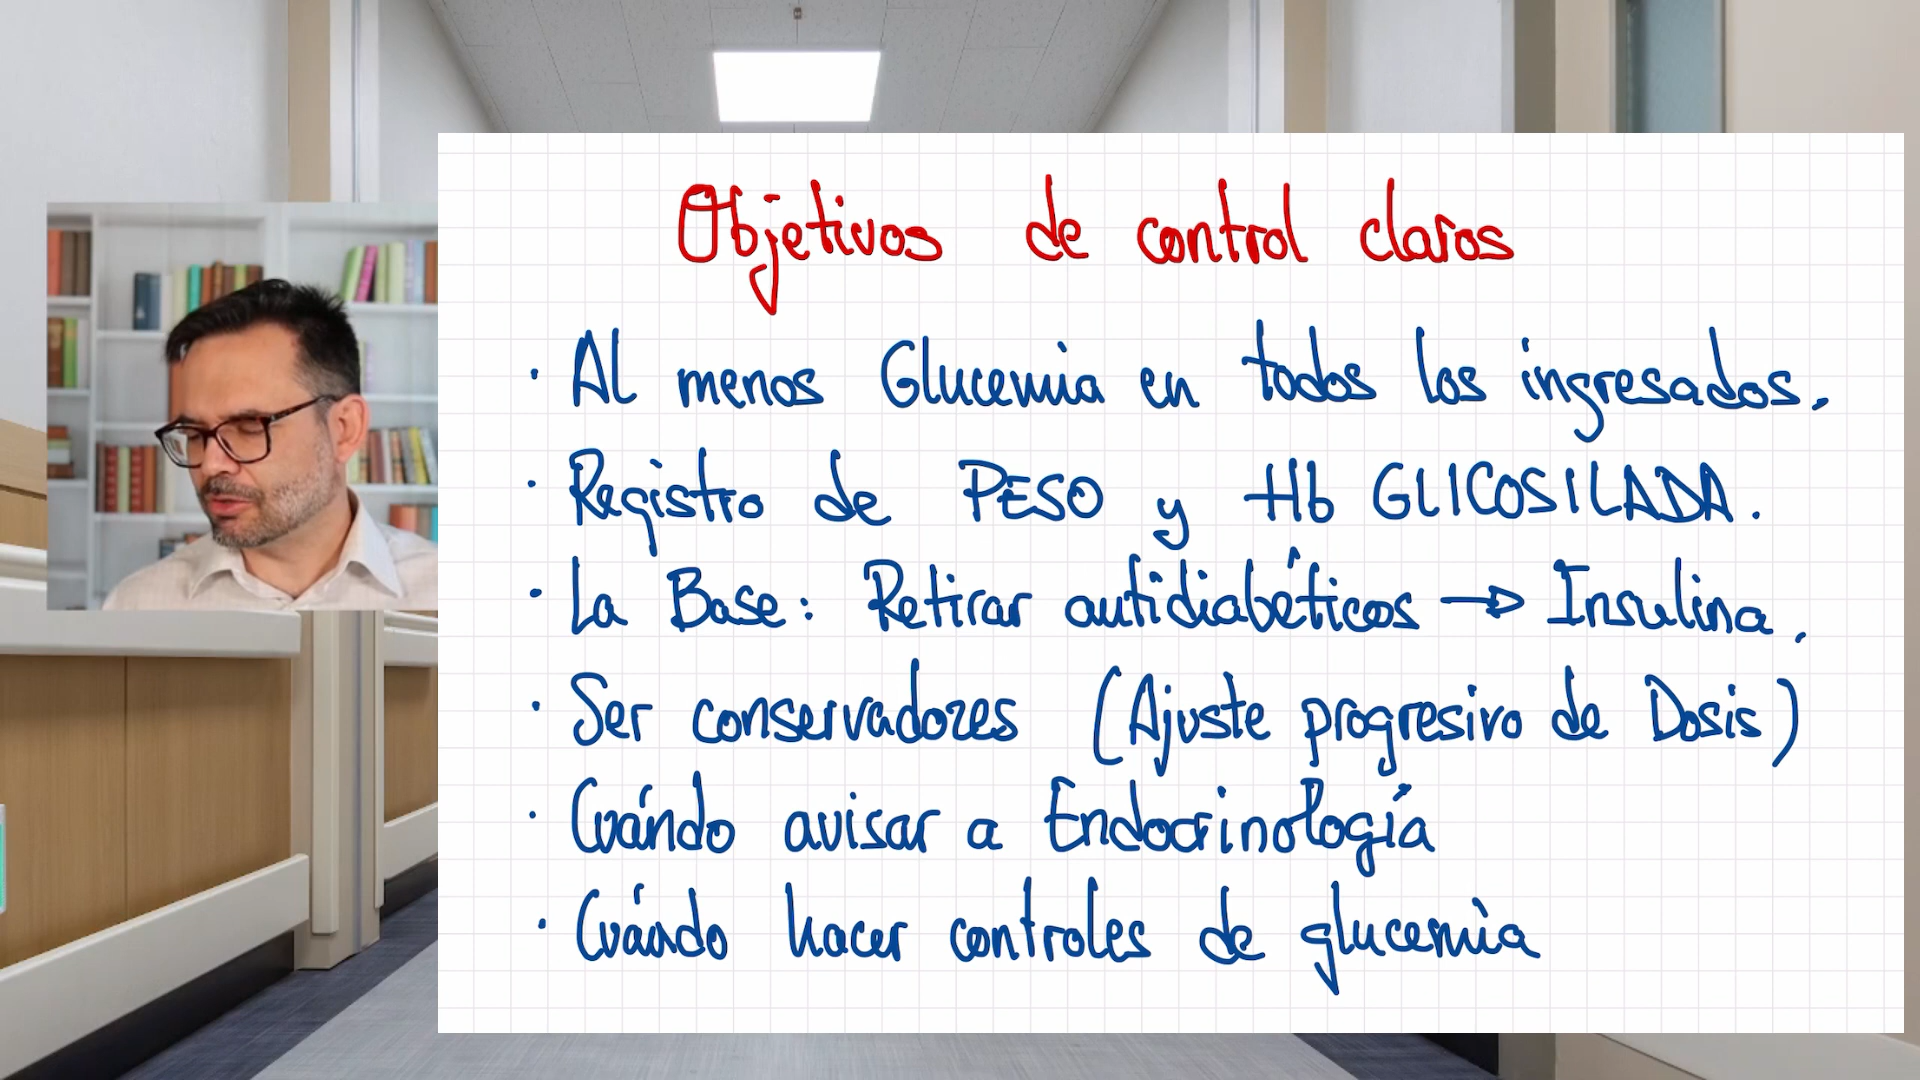 Objetivos de control claros
· Al menos Glucemia en todos los ingresados.
· Registro de PESO y Hb GLICOSILADA.
· La Base: Retirar antidiabéticos → Insulina.
· Ser conservadores (Ajuste progresivo de Dosis)
· Cuándo avisar a Endocrinología
· Cuándo hacer controles de glucemia